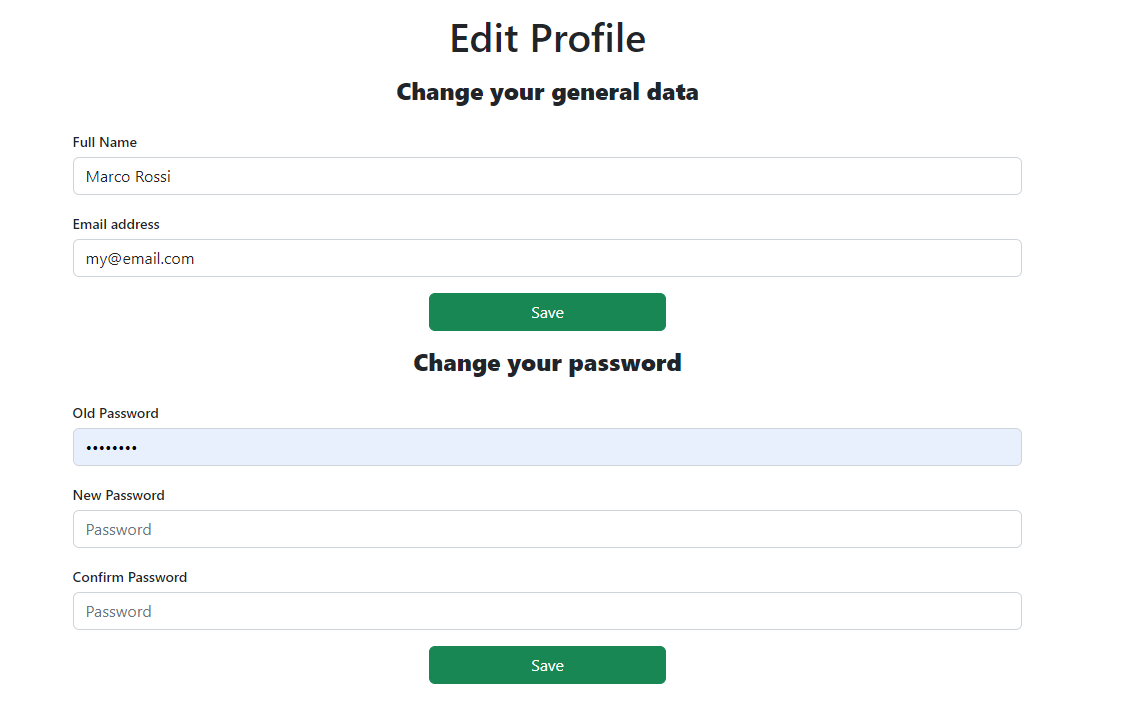 Edit Profile
Change your general data
Full Name
Marco Rossi
Email address
my@email.com
Save
Change your password
Old Password
••••••••
New Password
Password
Confirm Password
Password
Save